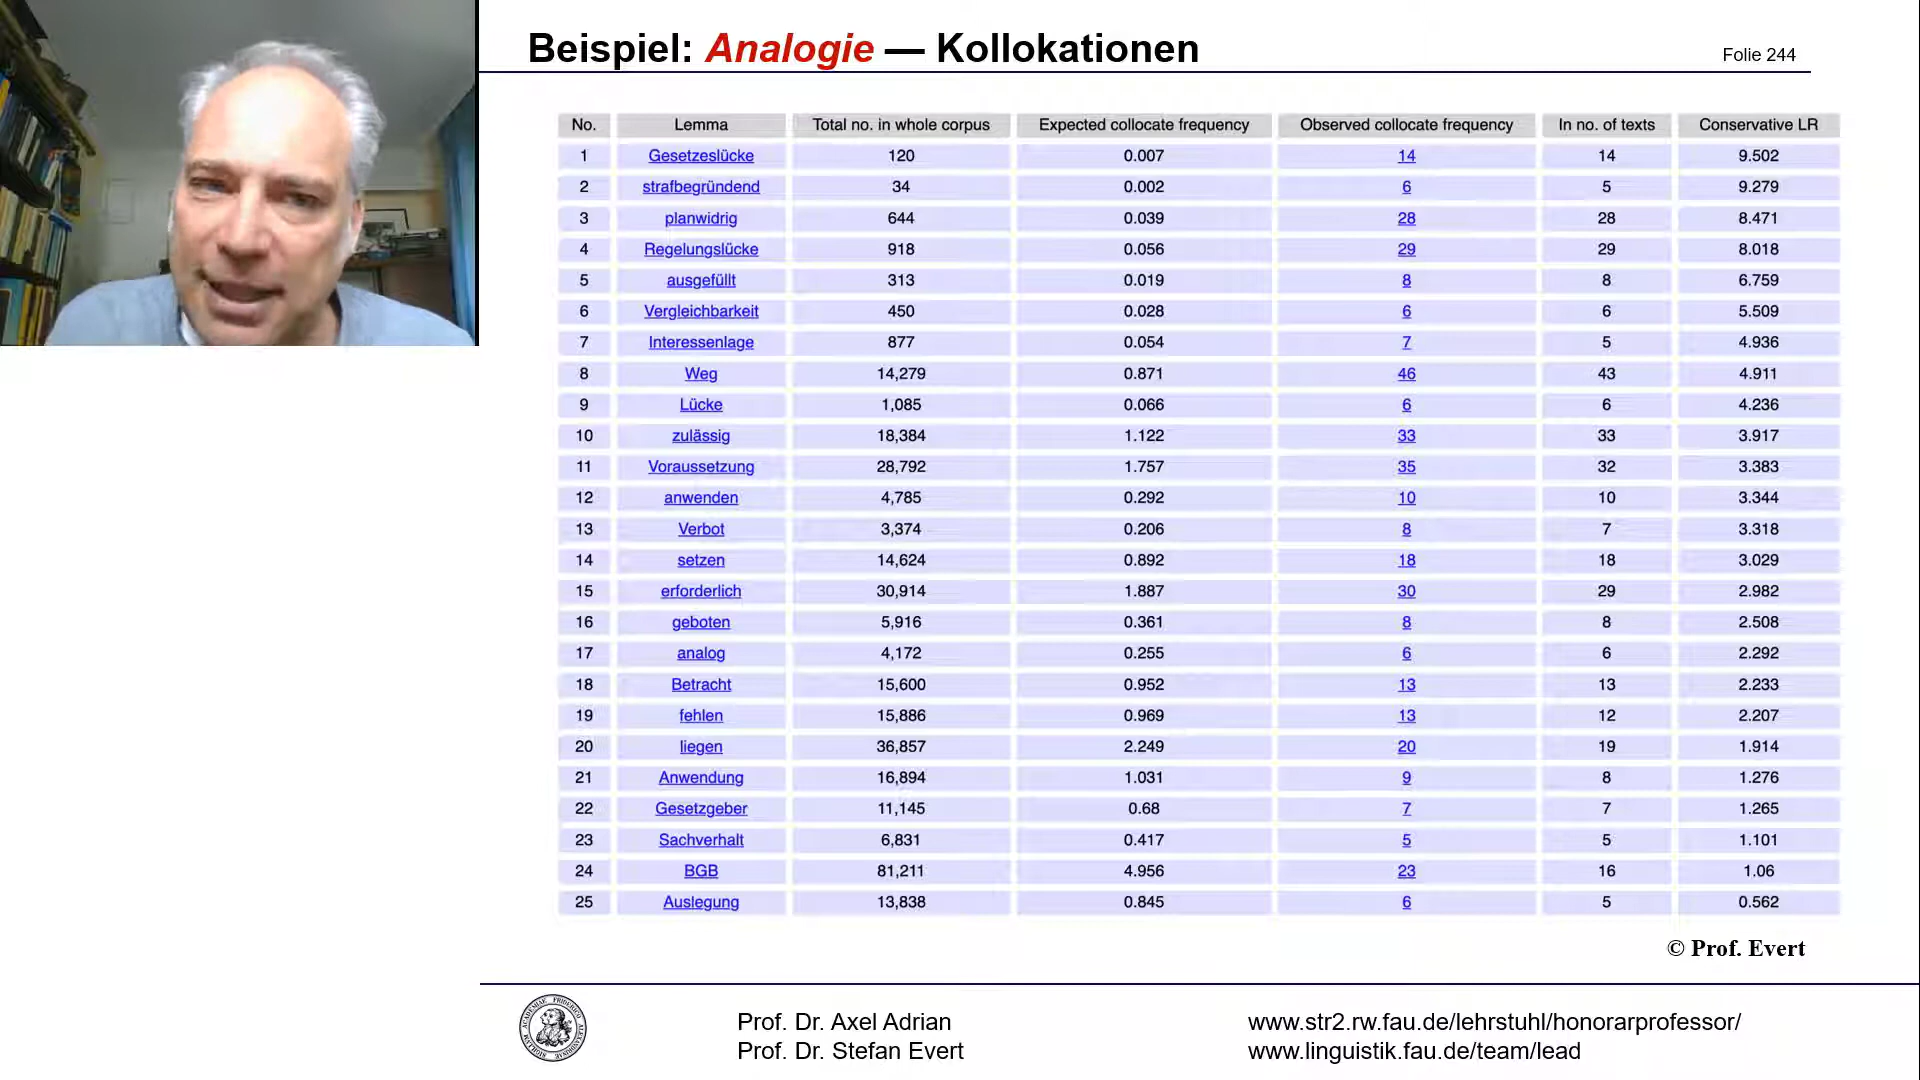 Beispiel: Analogie — Kollokationen
Folie 244
No. Lemma Total no. in whole corpus Expected collocate frequency Observed collocate frequency In no. of texts Conservative LR
1 Gesetzeslücke 120 0.007 14 14 9.502
2 strafbegründend 34 0.002 6 5 9.279
3 planwidrig 644 0.039 28 28 8.471
4 Regelungslücke 918 0.056 29 29 8.018
5 ausgefüllt 313 0.019 8 8 6.759
6 Vergleichbarkeit 450 0.028 6 6 5.509
7 Interessenlage 877 0.054 7 5 4.936
8 Weg 14,279 0.871 46 43 4.911
9 Lücke 1,085 0.066 6 6 4.236
10 zulässig 18,384 1.122 33 33 3.917
11 Voraussetzung 28,792 1.757 35 32 3.383
12 anwenden 4,785 0.292 10 10 3.344
13 Verbot 3,374 0.206 8 7 3.318
14 setzen 14,624 0.892 18 18 3.029
15 erforderlich 30,914 1.887 30 29 2.982
16 geboten 5,916 0.361 8 8 2.508
17 analog 4,172 0.255 6 6 2.292
18 Betracht 15,600 0.952 13 13 2.233
19 fehlen 15,886 0.969 13 12 2.207
20 liegen 36,857 2.249 20 19 1.914
21 Anwendung 16,894 1.031 9 8 1.276
22 Gesetzgeber 11,145 0.68 7 7 1.265
23 Sachverhalt 6,831 0.417 5 5 1.101
24 BGB 81,211 4.956 23 16 1.06
25 Auslegung 13,838 0.845 6 5 0.562
© Prof. Evert
Prof. Dr. Axel Adrian
Prof. Dr. Stefan Evert
www.str2.rw.fau.de/lehrstuhl/honorarprofessor/
www.linguistik.fau.de/team/lead